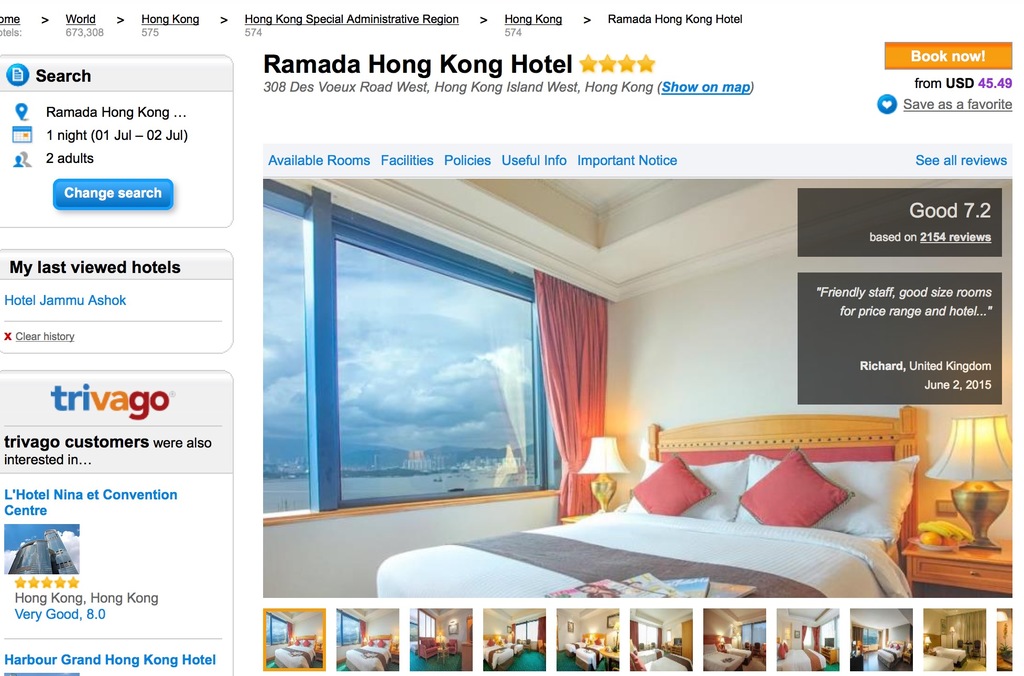 ome > World > Hong Kong > Hong Kong Special Administrative Region > Hong Kong > Ramada Hong Kong Hotel
otels: 673,308 575 574 574
Search
Ramada Hong Kong ...
1 night (01 Jul – 02 Jul)
2 adults
Change search
My last viewed hotels
Hotel Jammu Ashok
x Clear history
trivago
trivago customers were also
interested in…
L'Hotel Nina et Convention
Centre
Hong Kong, Hong Kong
Very Good, 8.0
Harbour Grand Hong Kong Hotel
Ramada Hong Kong Hotel
308 Des Voeux Road West, Hong Kong Island West, Hong Kong (Show on map)
Book now!
from USD 45.49
Save as a favorite
Available Rooms Facilities Policies Useful Info Important Notice See all reviews
Good 7.2
based on 2154 reviews
"Friendly staff, good size rooms
for price range and hotel..."
Richard, United Kingdom
June 2, 2015